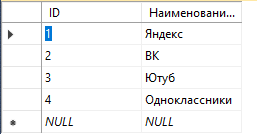 ID Наименовани...
1 Яндекс
2 ВК
3 Ютуб
4 Одноклассники
NULL NULL